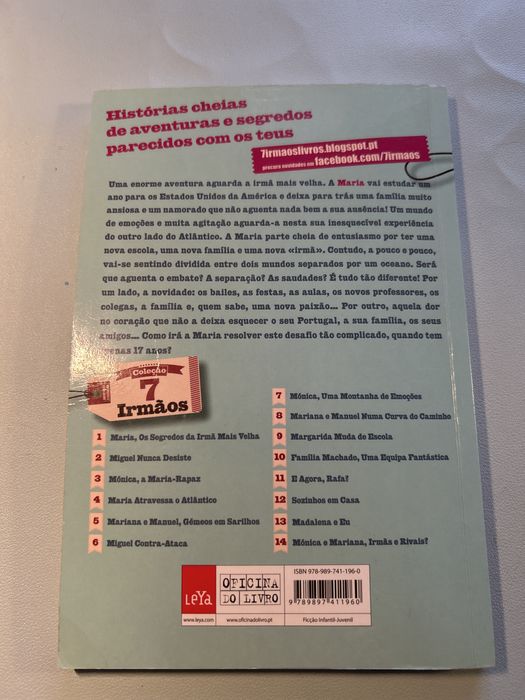 Histórias cheias
de aventuras e segredos
parecidos com os teus
7irmaoslivros.blogspot.pt
procura novidades em facebook.com/7irmaos
Uma enorme aventura aguarda a irmã mais velha. A Maria vai estudar um
ano para os Estados Unidos da América e deixa para trás uma família muito
ansiosa e um namorado que não aguenta nada bem a sua ausência! Um mundo
de emoções e muita agitação aguarda-a nesta sua inesquecível experiência
do outro lado do Atlântico. A Maria parte cheia de entusiasmo por ter uma
nova escola, uma nova família e uma nova «irmã». Contudo, a pouco e pouco,
vai-se sentindo dividida entre dois mundos separados por um oceano. Será
que aguenta o embate? A separação? As saudades? É tudo tão diferente! Por
um lado, a novidade: os bailes, as festas, as aulas, os novos professores, os
colegas, a família e, quem sabe, uma nova paixão... Por outro, aquela dor
no coração que não a deixa esquecer o seu Portugal, a sua família, os seus
amigos... Como irá a Maria resolver este desafio tão complicado, quando tem
apenas 17 anos?
Coleção
7
Irmãos
1 Maria, Os Segredos da Irmã Mais Velha
2 Miguel Nunca Desiste
3 Mónica, a Maria-Rapaz
4 Maria Atravessa o Atlântico
5 Mariana e Manuel, Gémeos em Sarilhos
6 Miguel Contra-Ataca
7 Mónica, Uma Montanha de Emoções
8 Mariana e Manuel Numa Curva do Caminho
9 Margarida Muda de Escola
10 Família Machado, Uma Equipa Fantástica
11 E Agora, Rafa?
12 Sozinhos em Casa
13 Madalena e Eu
14 Mónica e Mariana, Irmãs e Rivais?
LeYa
www.leya.com
OFICINA
DO LIVRO
www.oficinadolivro.pt
ISBN 978-989-741-196-0
9 789897 411960
Ficção Infantil-Juvenil